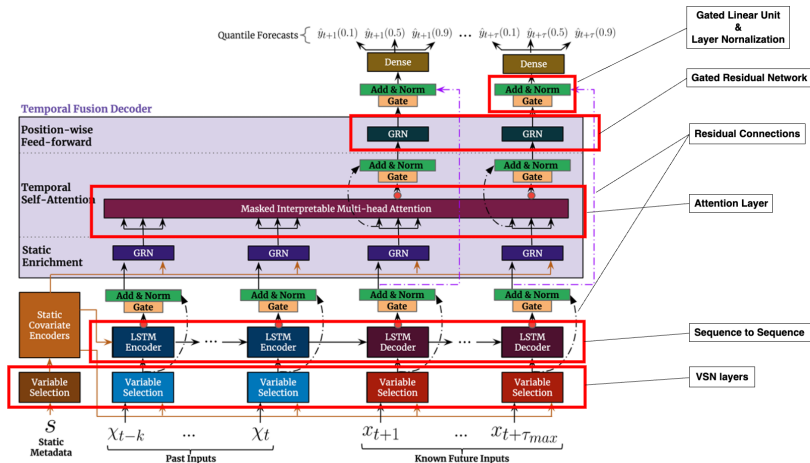 Quantile Forecasts { ŷt+1(0.1) ŷt+1(0.5) ŷt+1(0.9) ... ŷt+τ(0.1) ŷt+τ(0.5) ŷt+τ(0.9)
Gated Linear Unit
&
Layer Nornalization
Dense Dense
Add & Norm Add & Norm
Gate Gate
Gated Residual Network
Temporal Fusion Decoder
Position-wise
Feed-forward
GRN GRN
Residual Connections
Add & Norm Add & Norm
Gate Gate
Temporal
Self-Attention
Masked Interpretable Multi-head Attention
Attention Layer
Static
Enrichment
GRN GRN GRN GRN
Add & Norm Add & Norm Add & Norm Add & Norm
Gate Gate Gate Gate
Static
Covariate
Encoders
LSTM
Encoder
...
LSTM
Encoder
LSTM
Decoder
...
LSTM
Decoder
Sequence to Sequence
Variable
Selection
Variable
Selection
Variable
Selection
Variable
Selection
Variable
Selection
VSN layers
s χt−k ... χt xt+1 ... xt+τmax
Static
Metadata
Past Inputs
Known Future Inputs